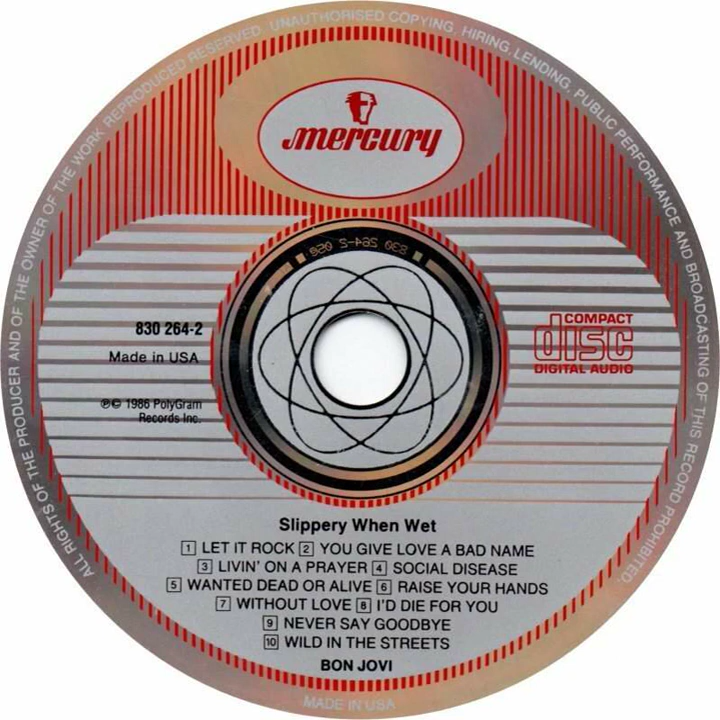 ALL RIGHTS OF THE PRODUCER AND OF THE OWNER OF THE WORK REPRODUCED RESERVED. UNAUTHORISED COPYING, HIRING, LENDING, PUBLIC PERFORMANCE AND BROADCASTING OF THIS RECORD PROHIBITED.
mercury
830 264-2
830 264-2
Made in USA
℗© 1986 PolyGram
Records Inc.
COMPACT
disc
DIGITAL AUDIO
Slippery When Wet
1 LET IT ROCK 2 YOU GIVE LOVE A BAD NAME
3 LIVIN' ON A PRAYER 4 SOCIAL DISEASE
5 WANTED DEAD OR ALIVE 6 RAISE YOUR HANDS
7 WITHOUT LOVE 8 I'D DIE FOR YOU
9 NEVER SAY GOODBYE
10 WILD IN THE STREETS
BON JOVI
MADE IN USA